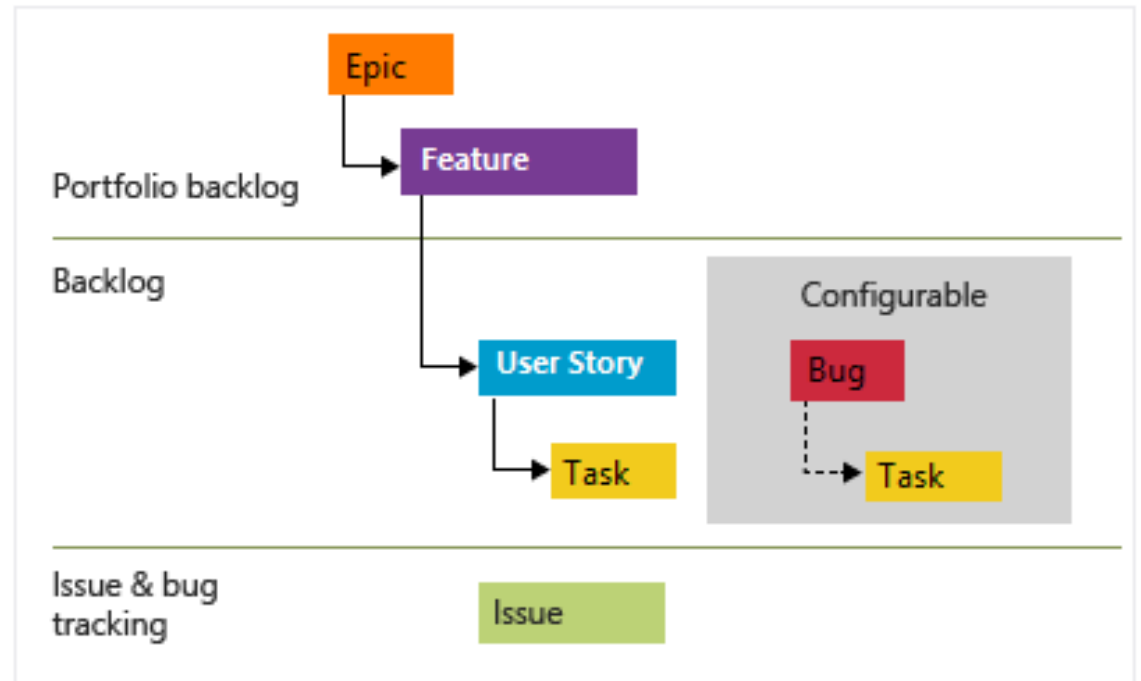 Epic
Feature
Portfolio backlog
Backlog
Configurable
User Story
Bug
Task
Task
Issue & bug
tracking
Issue